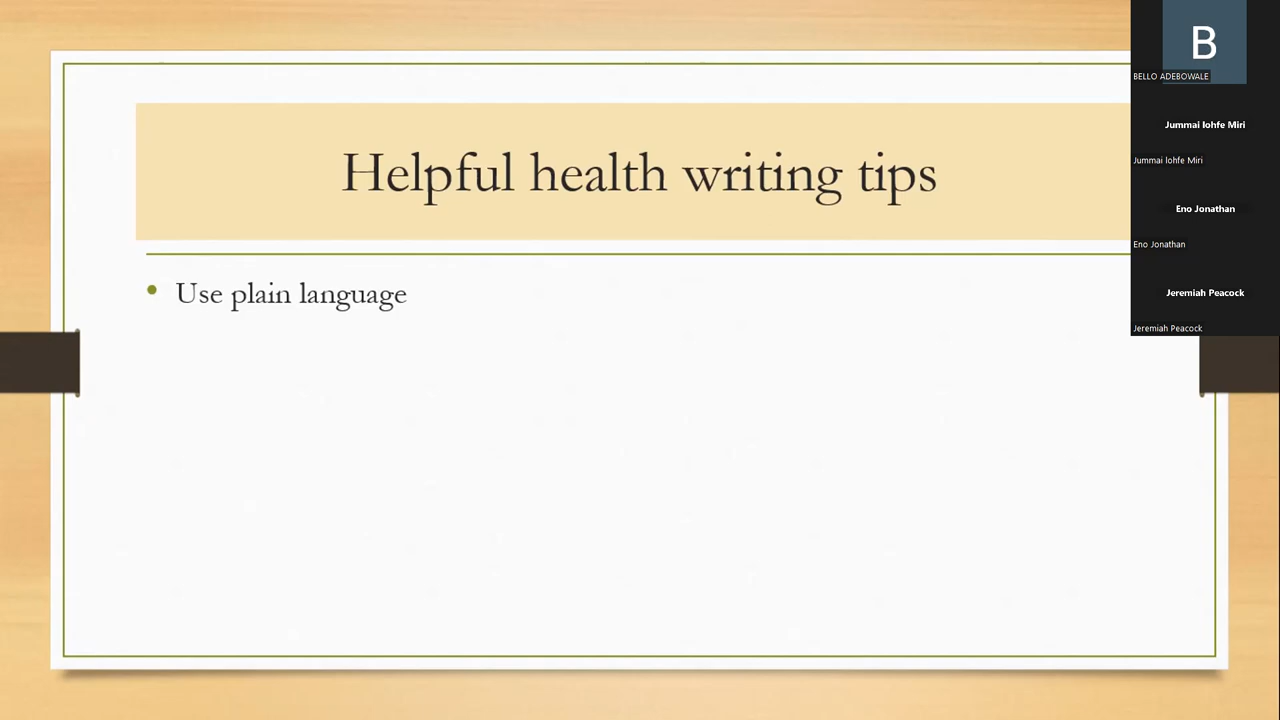 Helpful health writing tips
• Use plain language
B
BELLO ADEBOWALE
Jummai Iohfe Miri
Jummai Iohfe Miri
Eno Jonathan
Eno Jonathan
Jeremiah Peacock
Jeremiah Peacock